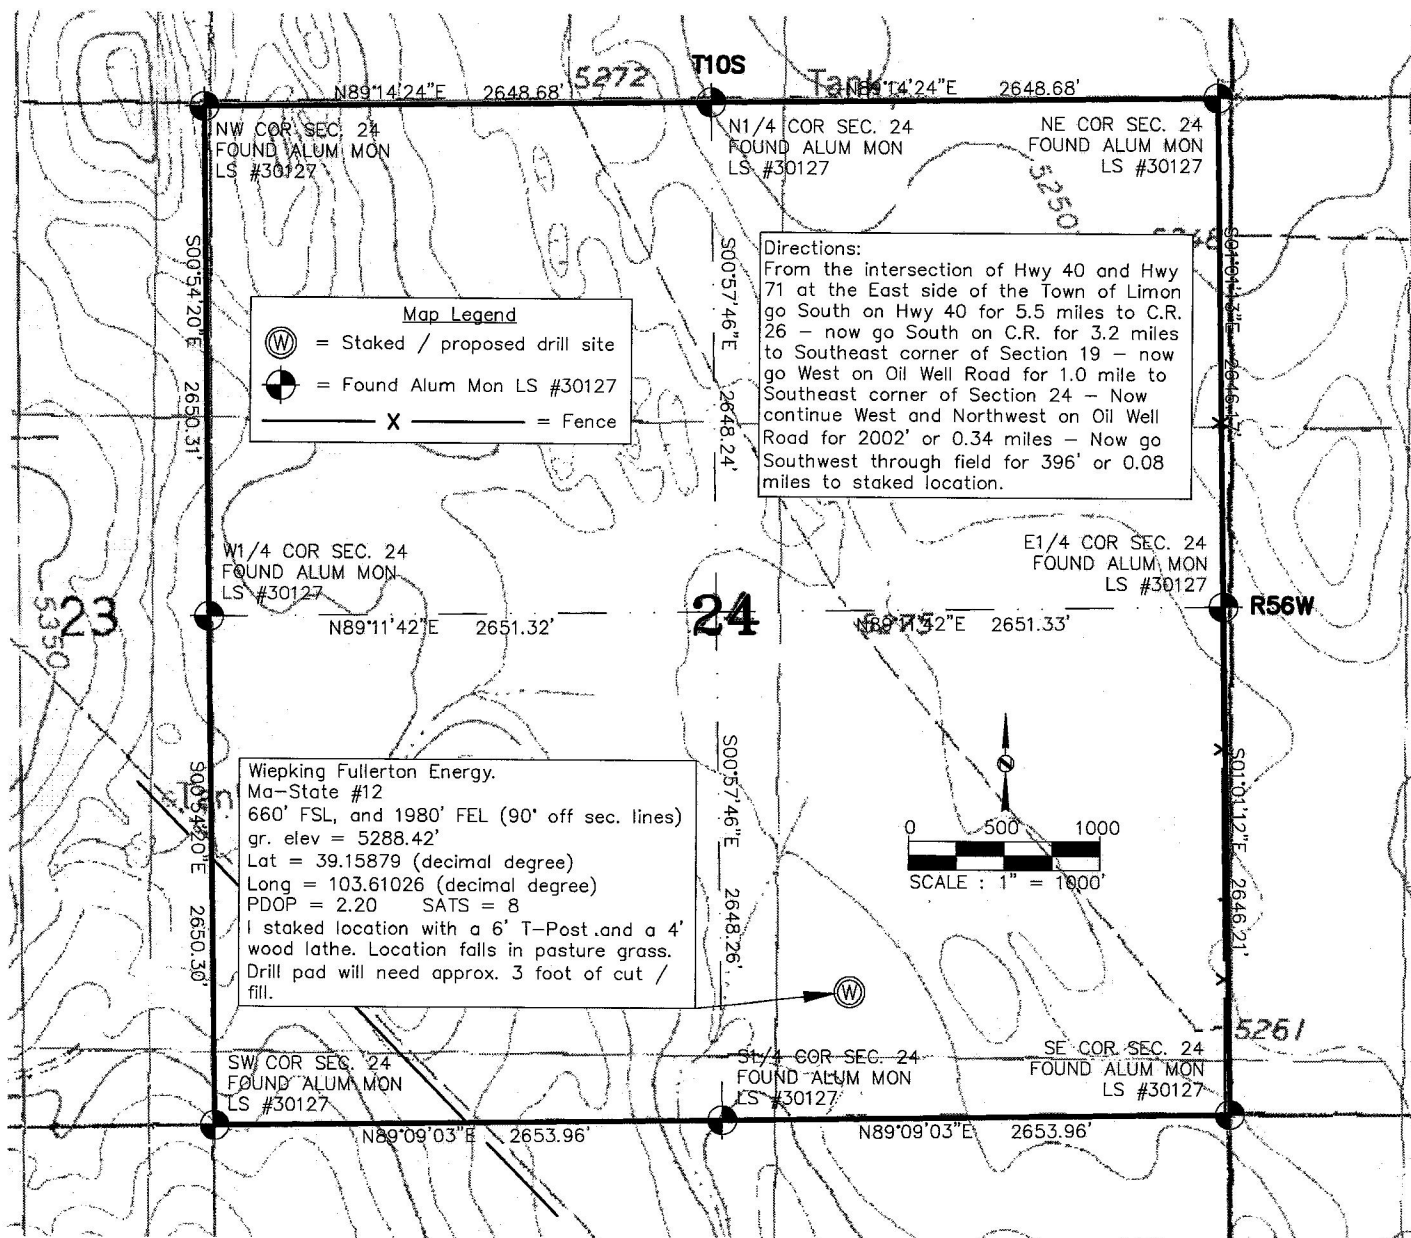 T10S
5272
Tank
N89°14'24"E 2648.68'
N89°14'24"E 2648.68'
NW COR SEC. 24
FOUND ALUM MON
LS #30127
N1/4 COR SEC. 24
FOUND ALUM MON
LS #30127
NE COR SEC. 24
FOUND ALUM MON
LS #30127
5250
S00°54'20"E 2650.31'
S00°57'46"E 2648.24'
S01°01'13"E 2646.17'
Directions:
From the intersection of Hwy 40 and Hwy
71 at the East side of the Town of Limon
go South on Hwy 40 for 5.5 miles to C.R.
26 – now go South on C.R. for 3.2 miles
to Southeast corner of Section 19 – now
go West on Oil Well Road for 1.0 mile to
Southeast corner of Section 24 – Now
continue West and Northwest on Oil Well
Road for 2002' or 0.34 miles – Now go
Southwest through field for 396' or 0.08
miles to staked location.
Map Legend
W = Staked / proposed drill site
= Found Alum Mon LS #30127
X = Fence
W1/4 COR SEC. 24
FOUND ALUM MON
LS #30127
E1/4 COR SEC. 24
FOUND ALUM MON
LS #30127
5350
23
24
R56W
N89°11'42"E 2651.32'
N89°11'42"E 2651.33'
S00°54'20"E 2650.30'
S00°57'46"E 2648.26'
S01°01'12"E 2646.21'
Wiepking Fullerton Energy.
Ma–State #12
660' FSL, and 1980' FEL (90° off sec. lines)
gr. elev = 5288.42'
Lat = 39.15879 (decimal degree)
Long = 103.61026 (decimal degree)
PDOP = 2.20 SATS = 8
I staked location with a 6' T–Post and a 4'
wood lathe. Location falls in pasture grass.
Drill pad will need approx. 3 foot of cut /
fill.
N
0 500 1000
SCALE : 1" = 1000'
W
5261
SW COR SEC. 24
FOUND ALUM MON
LS #30127
S1/4 COR SEC. 24
FOUND ALUM MON
LS #30127
SE COR SEC. 24
FOUND ALUM MON
LS #30127
N89°09'03"E 2653.96'
N89°09'03"E 2653.96'